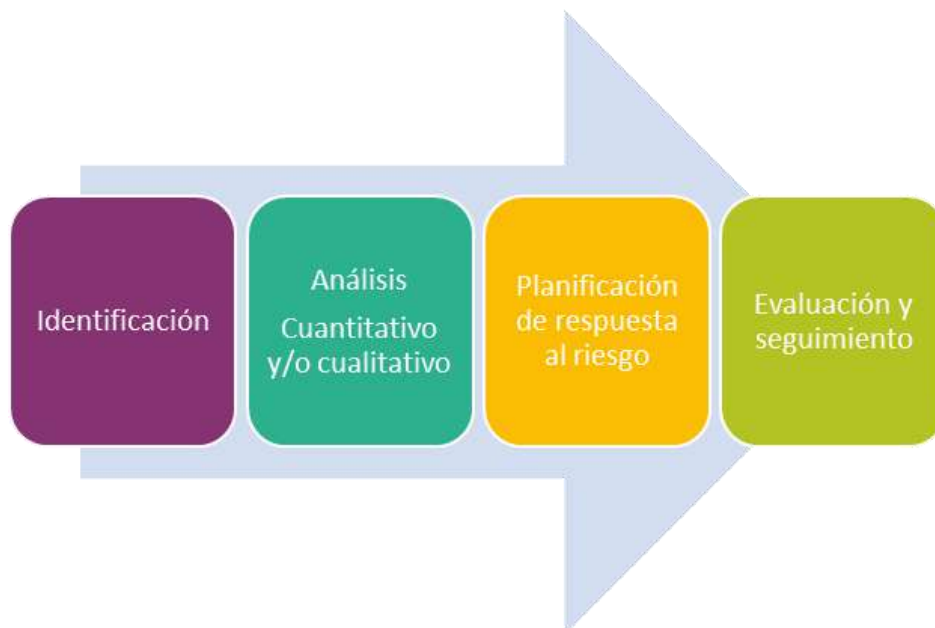 Identificación
Análisis
Cuantitativo
y/o cualitativo
Planificación
de respuesta
al riesgo
Evaluación y
seguimiento